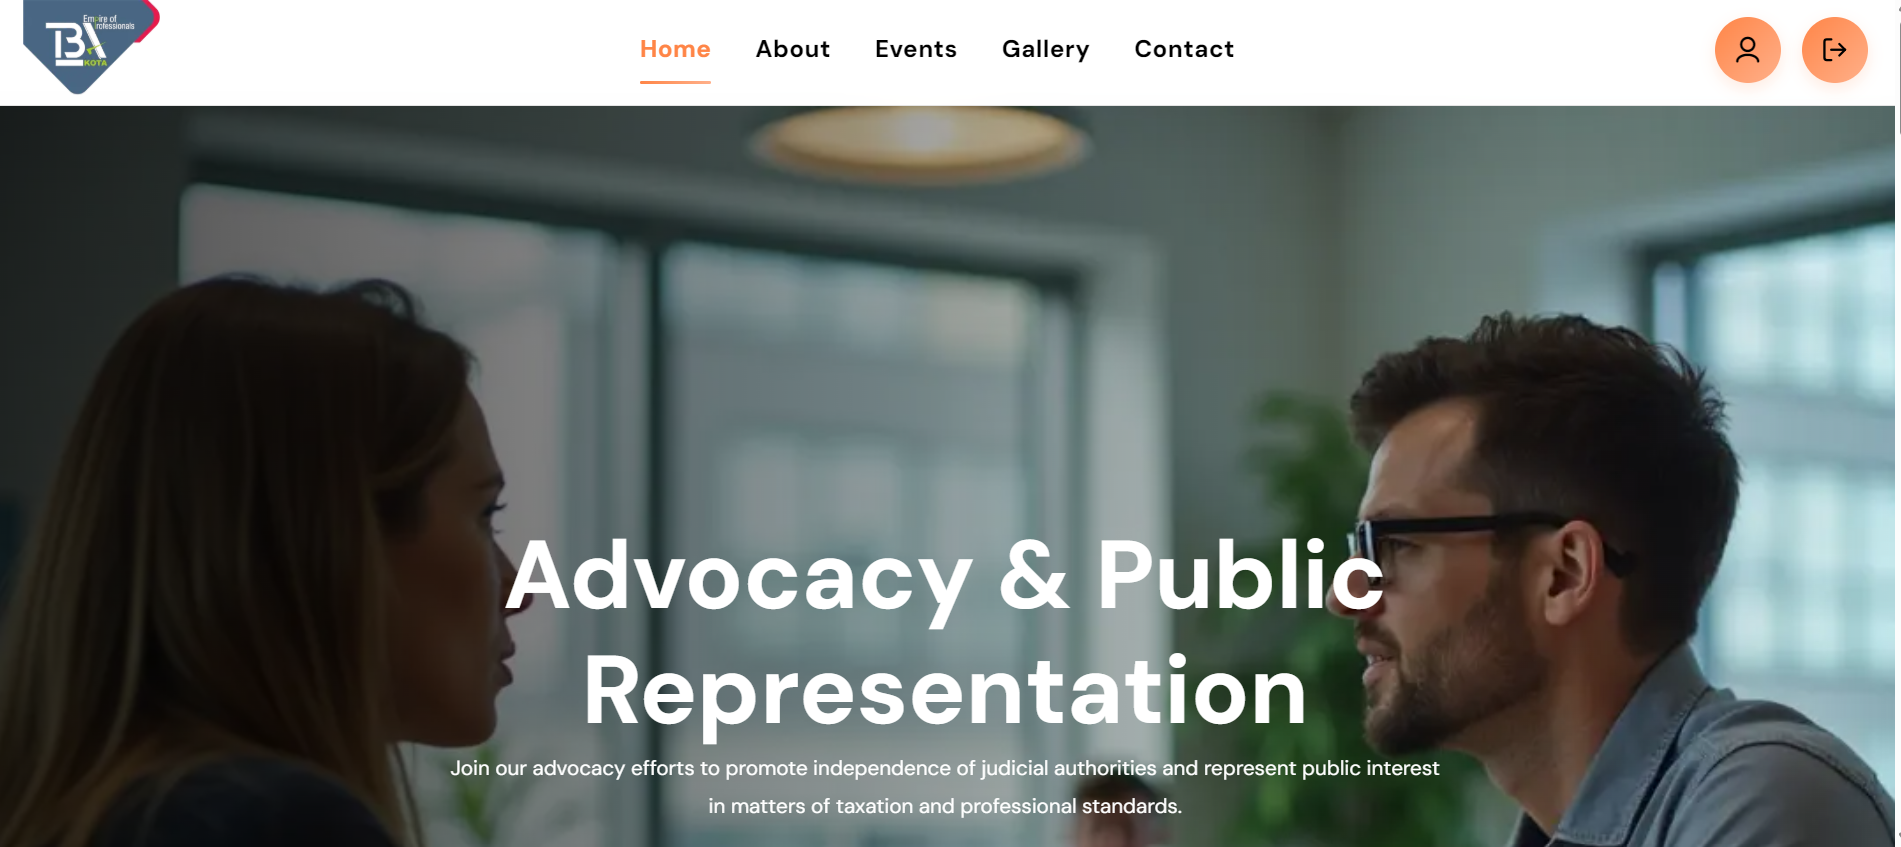 Empire of
Professionals
TBA
KOTA
Home About Events Gallery Contact
Advocacy & Public
Representation
Join our advocacy efforts to promote independence of judicial authorities and represent public interest
in matters of taxation and professional standards.